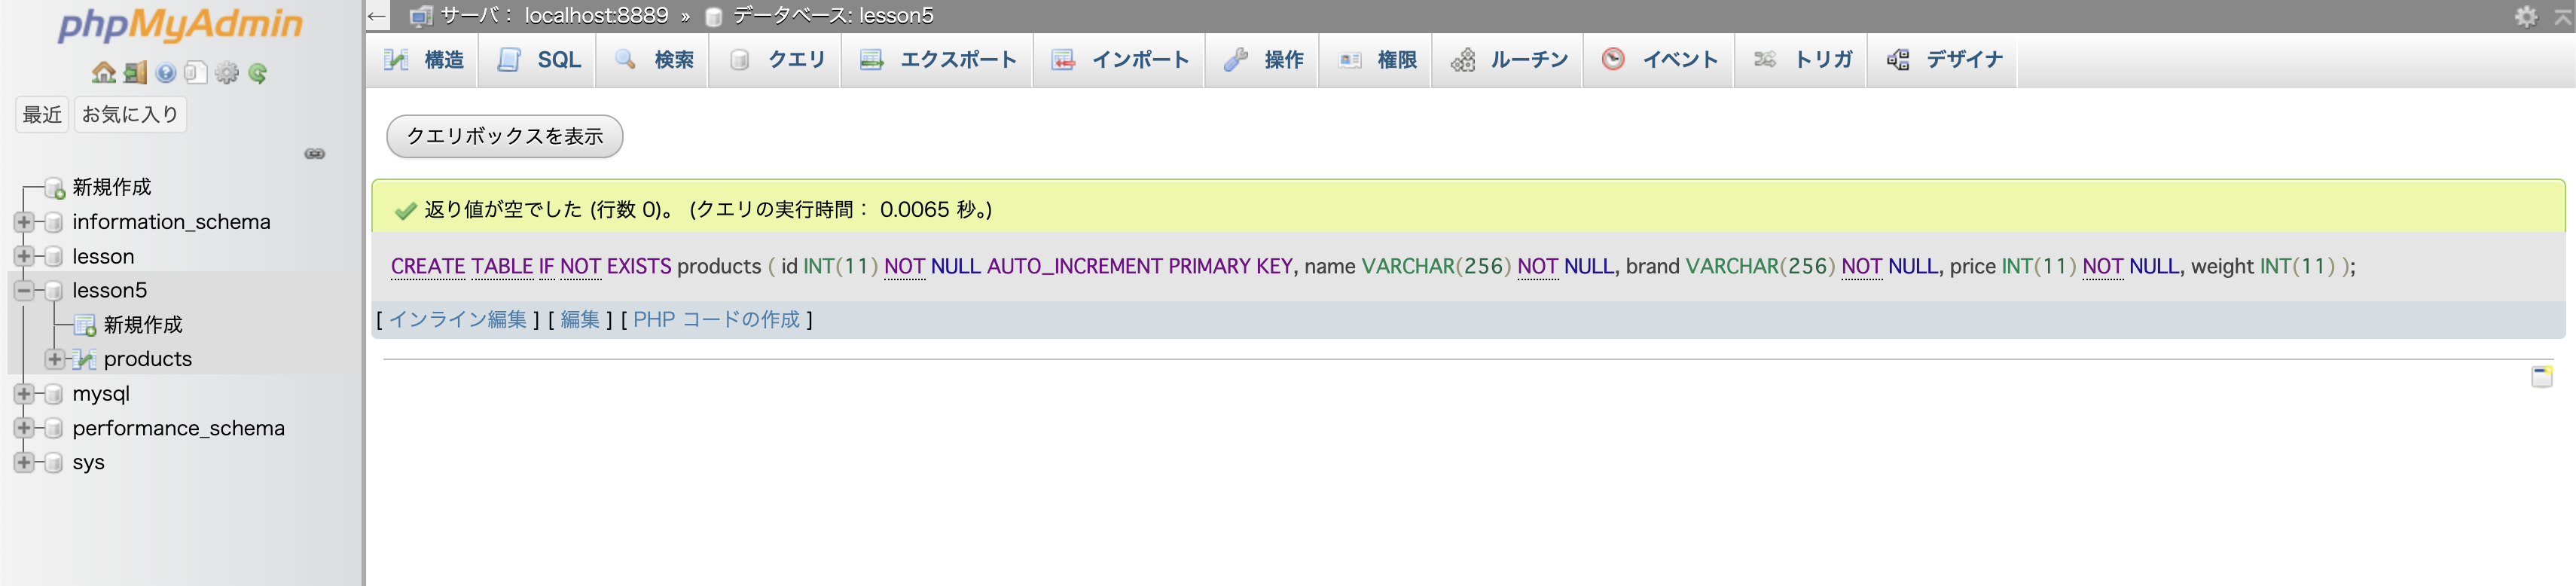 phpMyAdmin
最近 お気に入り
新規作成
information_schema
lesson
lesson5
新規作成
products
mysql
performance_schema
sys
← サーバ： localhost:8889 » データベース: lesson5
構造 SQL 検索 クエリ エクスポート インポート 操作 権限 ルーチン イベント トリガ デザイナ
クエリボックスを表示
返り値が空でした (行数 0)。 (クエリの実行時間： 0.0065 秒。)
CREATE TABLE IF NOT EXISTS products ( id INT(11) NOT NULL AUTO_INCREMENT PRIMARY KEY, name VARCHAR(256) NOT NULL, brand VARCHAR(256) NOT NULL, price INT(11) NOT NULL, weight INT(11) );
[ インライン編集 ] [ 編集 ] [ PHP コードの作成 ]